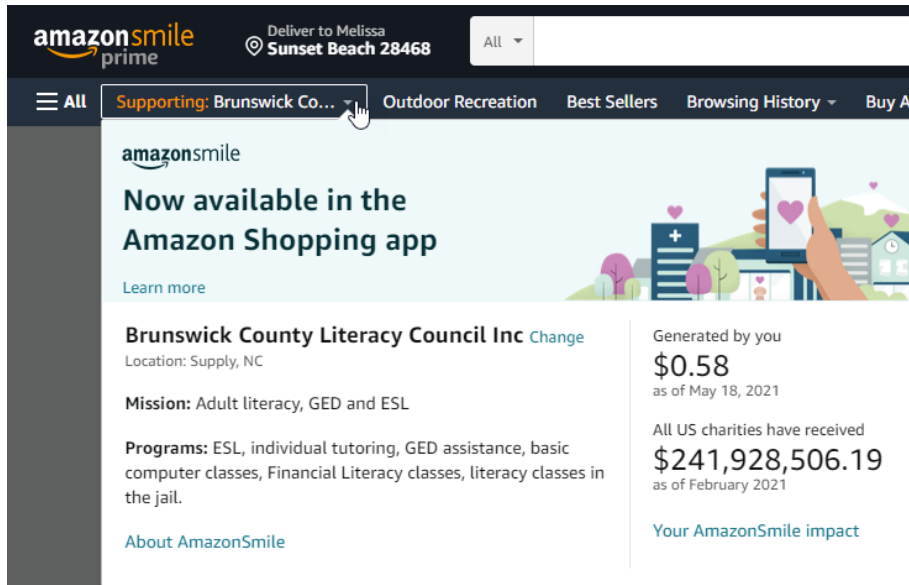 amazonsmile
prime
Deliver to Melissa
Sunset Beach 28468
All
All
Supporting: Brunswick Co...
Outdoor Recreation
Best Sellers
Browsing History
Buy A
amazonsmile
Now available in the
Amazon Shopping app
Learn more
Brunswick County Literacy Council Inc Change
Location: Supply, NC
Mission: Adult literacy, GED and ESL
Programs: ESL, individual tutoring, GED assistance, basic
computer classes, Financial Literacy classes, literacy classes in
the jail.
About AmazonSmile
Generated by you
$0.58
as of May 18, 2021
All US charities have received
$241,928,506.19
as of February 2021
Your AmazonSmile impact